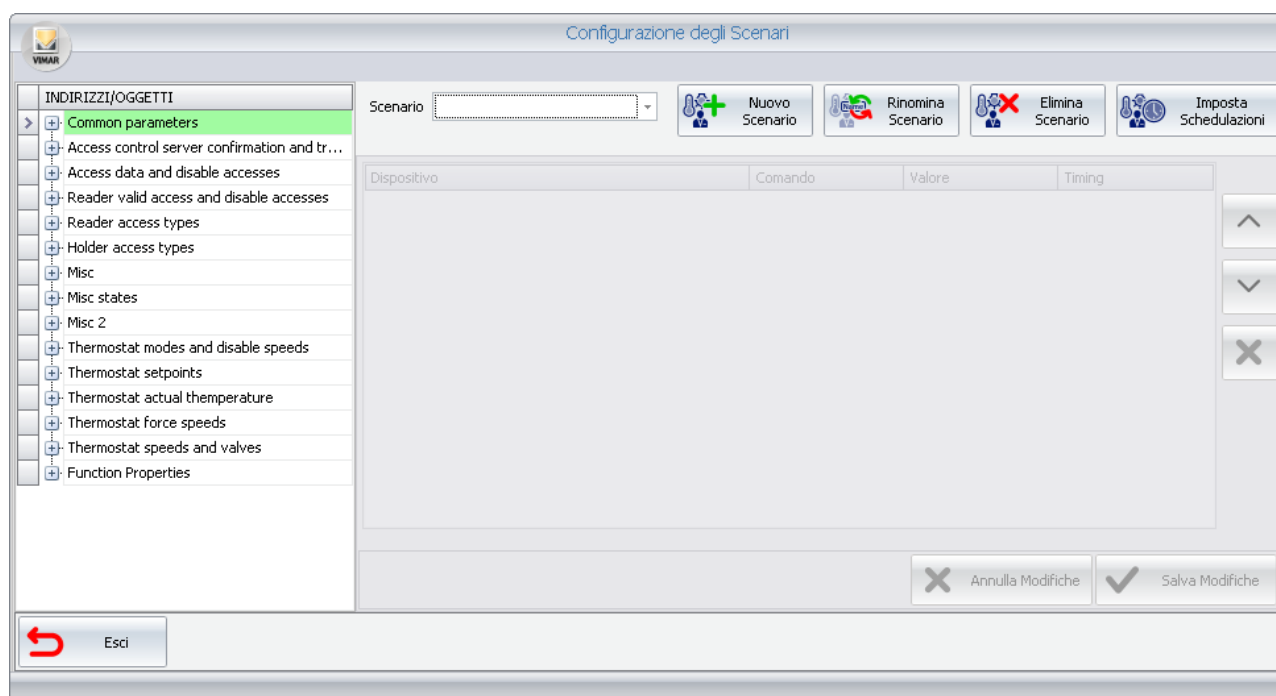 Configurazione degli Scenari
VIMAR
INDIRIZZI/OGGETTI
Common parameters
Access control server confirmation and tr...
Access data and disable accesses
Reader valid access and disable accesses
Reader access types
Holder access types
Misc
Misc states
Misc 2
Thermostat modes and disable speeds
Thermostat setpoints
Thermostat actual themperature
Thermostat force speeds
Thermostat speeds and valves
Function Properties
Scenario
Nuovo
Scenario
Rinomina
Scenario
Elimina
Scenario
Imposta
Schedulazioni
Dispositivo Comando Valore Timing
Annulla Modifiche
Salva Modifiche
Esci